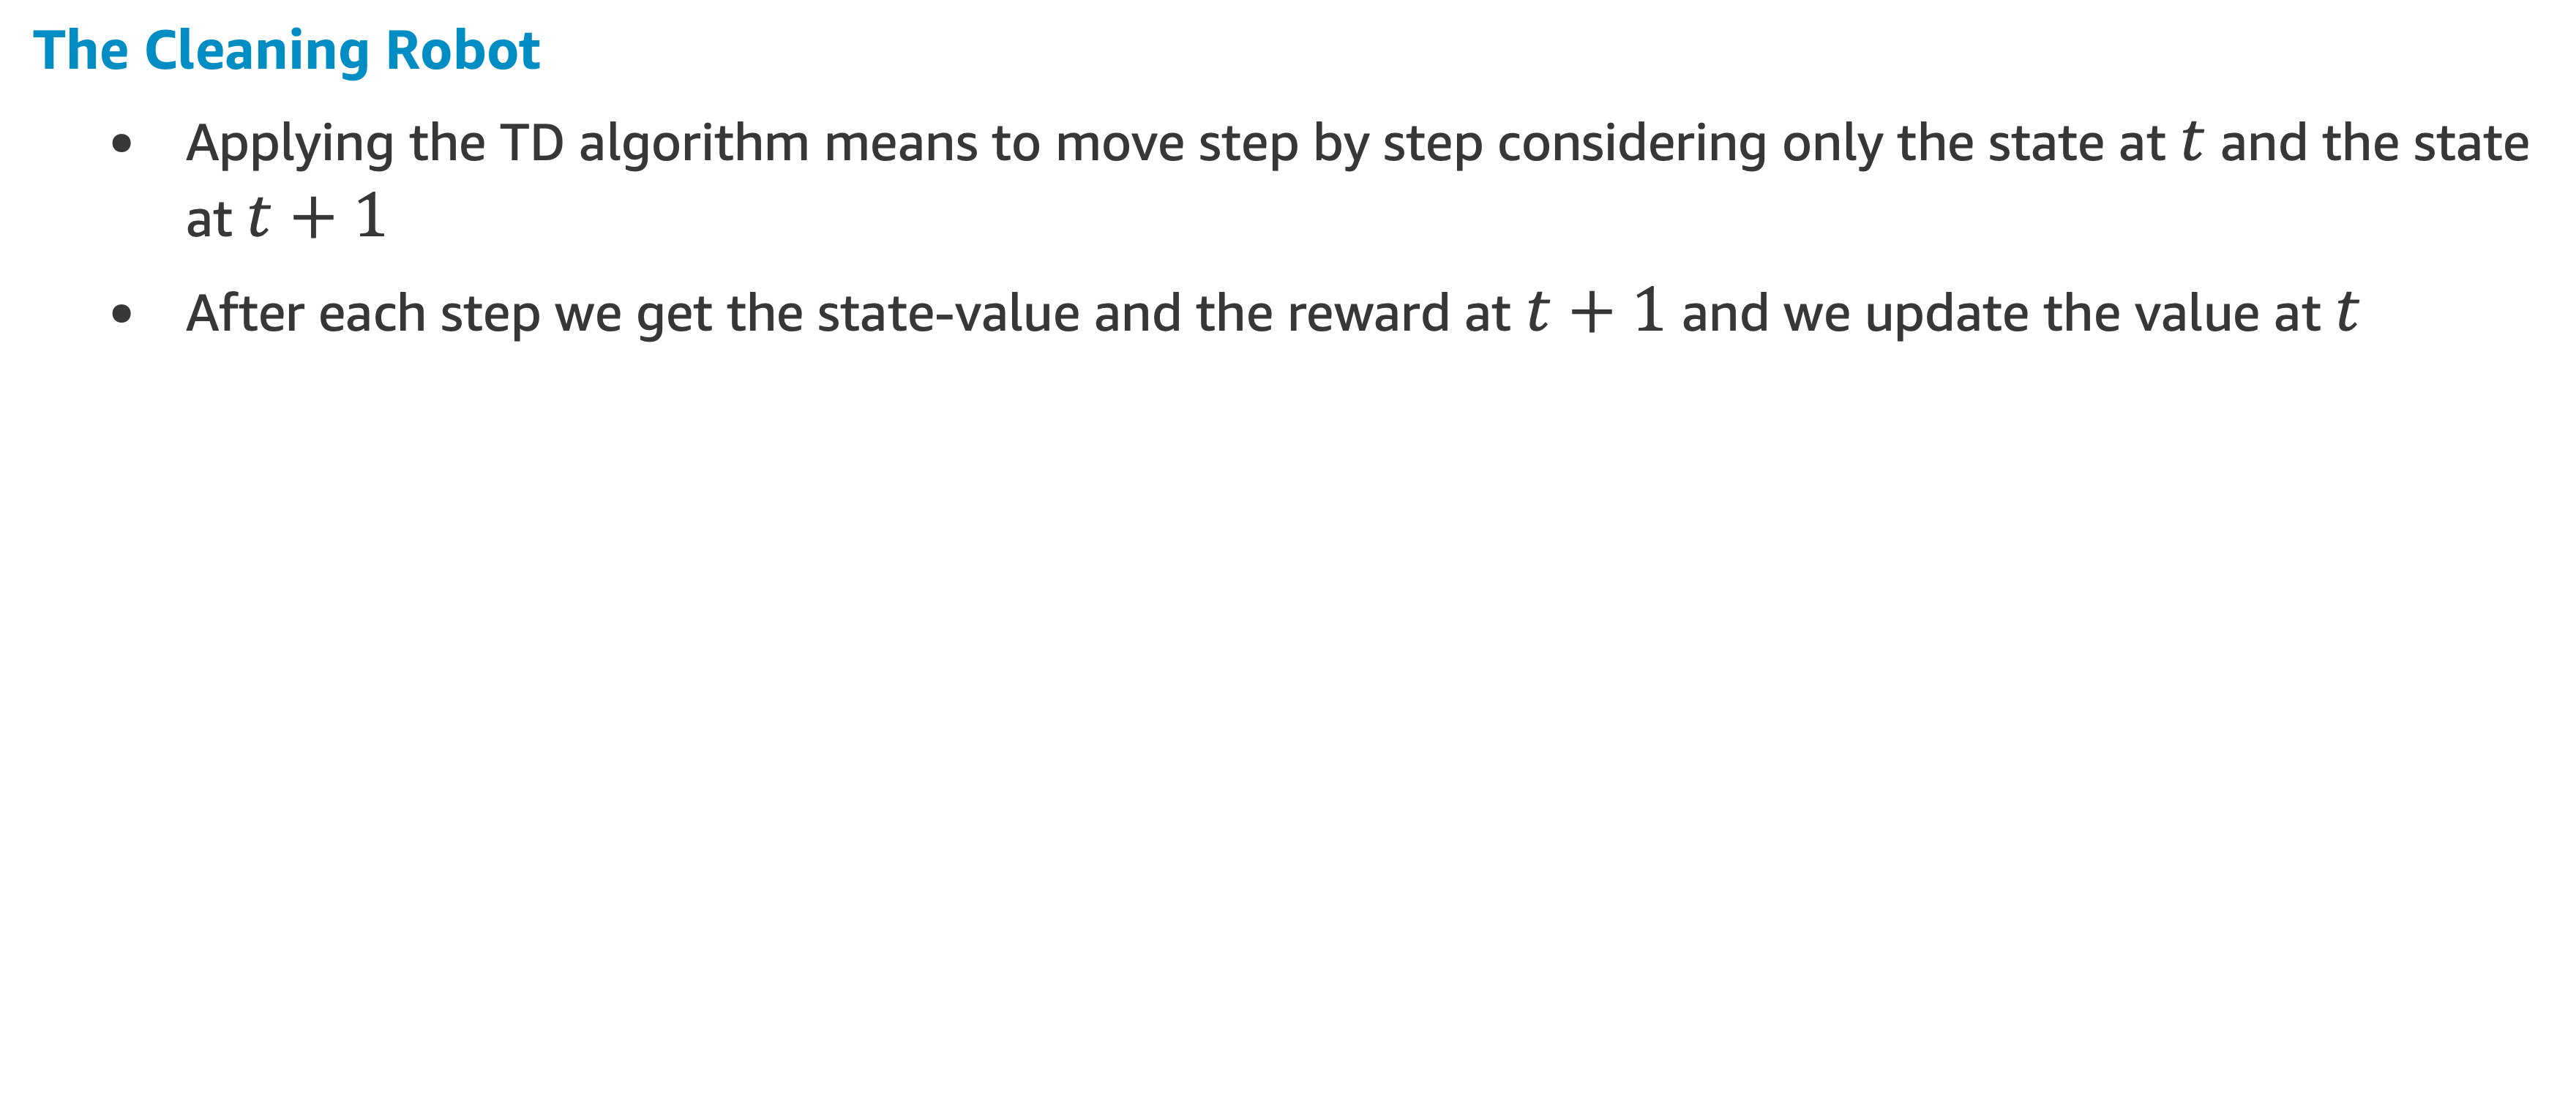 The Cleaning Robot
• Applying the TD algorithm means to move step by step considering only the state at t and the state
at t + 1
• After each step we get the state-value and the reward at t + 1 and we update the value at t